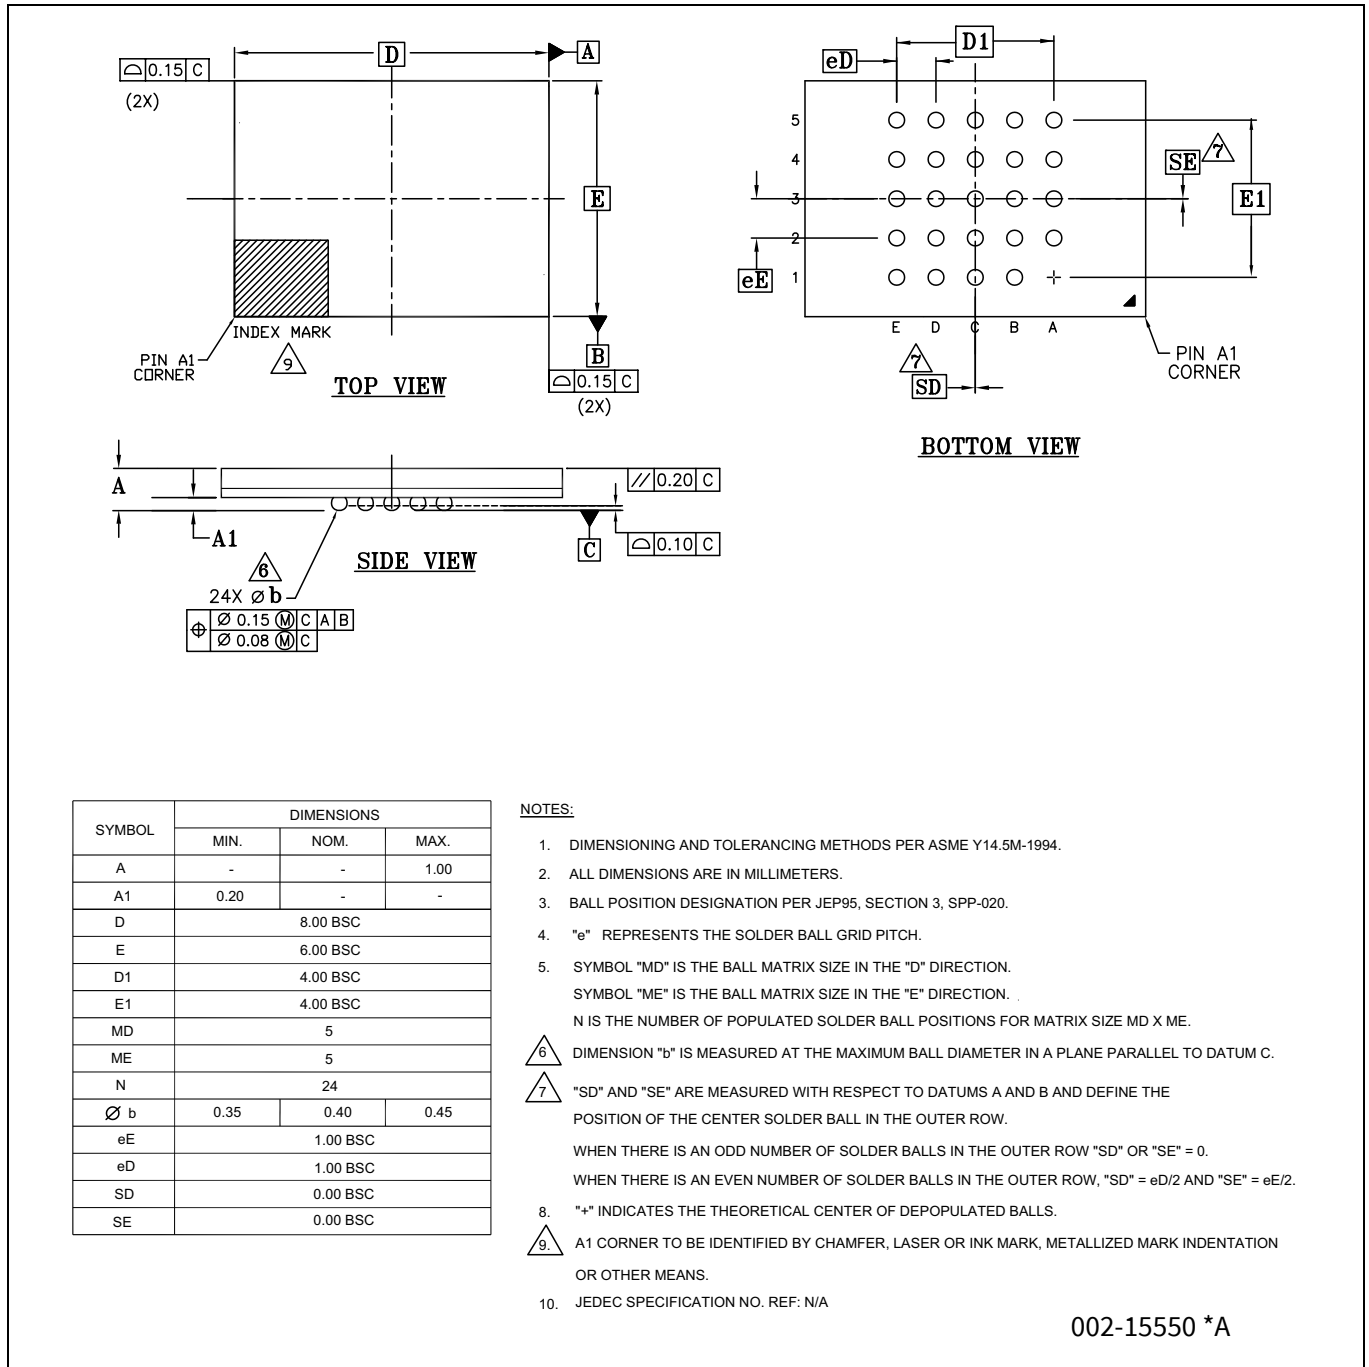 D
A
⌓ 0.15 C
(2X)
E
INDEX MARK
9
PIN A1
CORNER
TOP VIEW
B
⌓ 0.15 C
(2X)
D1
eD
5
4
3
2
1
SE
7
E1
eE
E D C B A
7
SD
PIN A1
CORNER
BOTTOM VIEW
A
A1
// 0.20 C
C
⌓ 0.10 C
SIDE VIEW
6
24X ⌀ b
⌖ ⌀ 0.15 Ⓜ C A B
⌀ 0.08 Ⓜ C
SYMBOL DIMENSIONS
MIN. NOM. MAX.
A - - 1.00
A1 0.20 - -
D 8.00 BSC
E 6.00 BSC
D1 4.00 BSC
E1 4.00 BSC
MD 5
ME 5
N 24
⌀ b 0.35 0.40 0.45
eE 1.00 BSC
eD 1.00 BSC
SD 0.00 BSC
SE 0.00 BSC
NOTES:
1. DIMENSIONING AND TOLERANCING METHODS PER ASME Y14.5M-1994.
2. ALL DIMENSIONS ARE IN MILLIMETERS.
3. BALL POSITION DESIGNATION PER JEP95, SECTION 3, SPP-020.
4. "e" REPRESENTS THE SOLDER BALL GRID PITCH.
5. SYMBOL "MD" IS THE BALL MATRIX SIZE IN THE "D" DIRECTION.
SYMBOL "ME" IS THE BALL MATRIX SIZE IN THE "E" DIRECTION.
N IS THE NUMBER OF POPULATED SOLDER BALL POSITIONS FOR MATRIX SIZE MD X ME.
6 DIMENSION "b" IS MEASURED AT THE MAXIMUM BALL DIAMETER IN A PLANE PARALLEL TO DATUM C.
7 "SD" AND "SE" ARE MEASURED WITH RESPECT TO DATUMS A AND B AND DEFINE THE
POSITION OF THE CENTER SOLDER BALL IN THE OUTER ROW.
WHEN THERE IS AN ODD NUMBER OF SOLDER BALLS IN THE OUTER ROW "SD" OR "SE" = 0.
WHEN THERE IS AN EVEN NUMBER OF SOLDER BALLS IN THE OUTER ROW, "SD" = eD/2 AND "SE" = eE/2.
8. "+" INDICATES THE THEORETICAL CENTER OF DEPOPULATED BALLS.
9. A1 CORNER TO BE IDENTIFIED BY CHAMFER, LASER OR INK MARK, METALLIZED MARK INDENTATION
OR OTHER MEANS.
10. JEDEC SPECIFICATION NO. REF: N/A
002-15550 *A